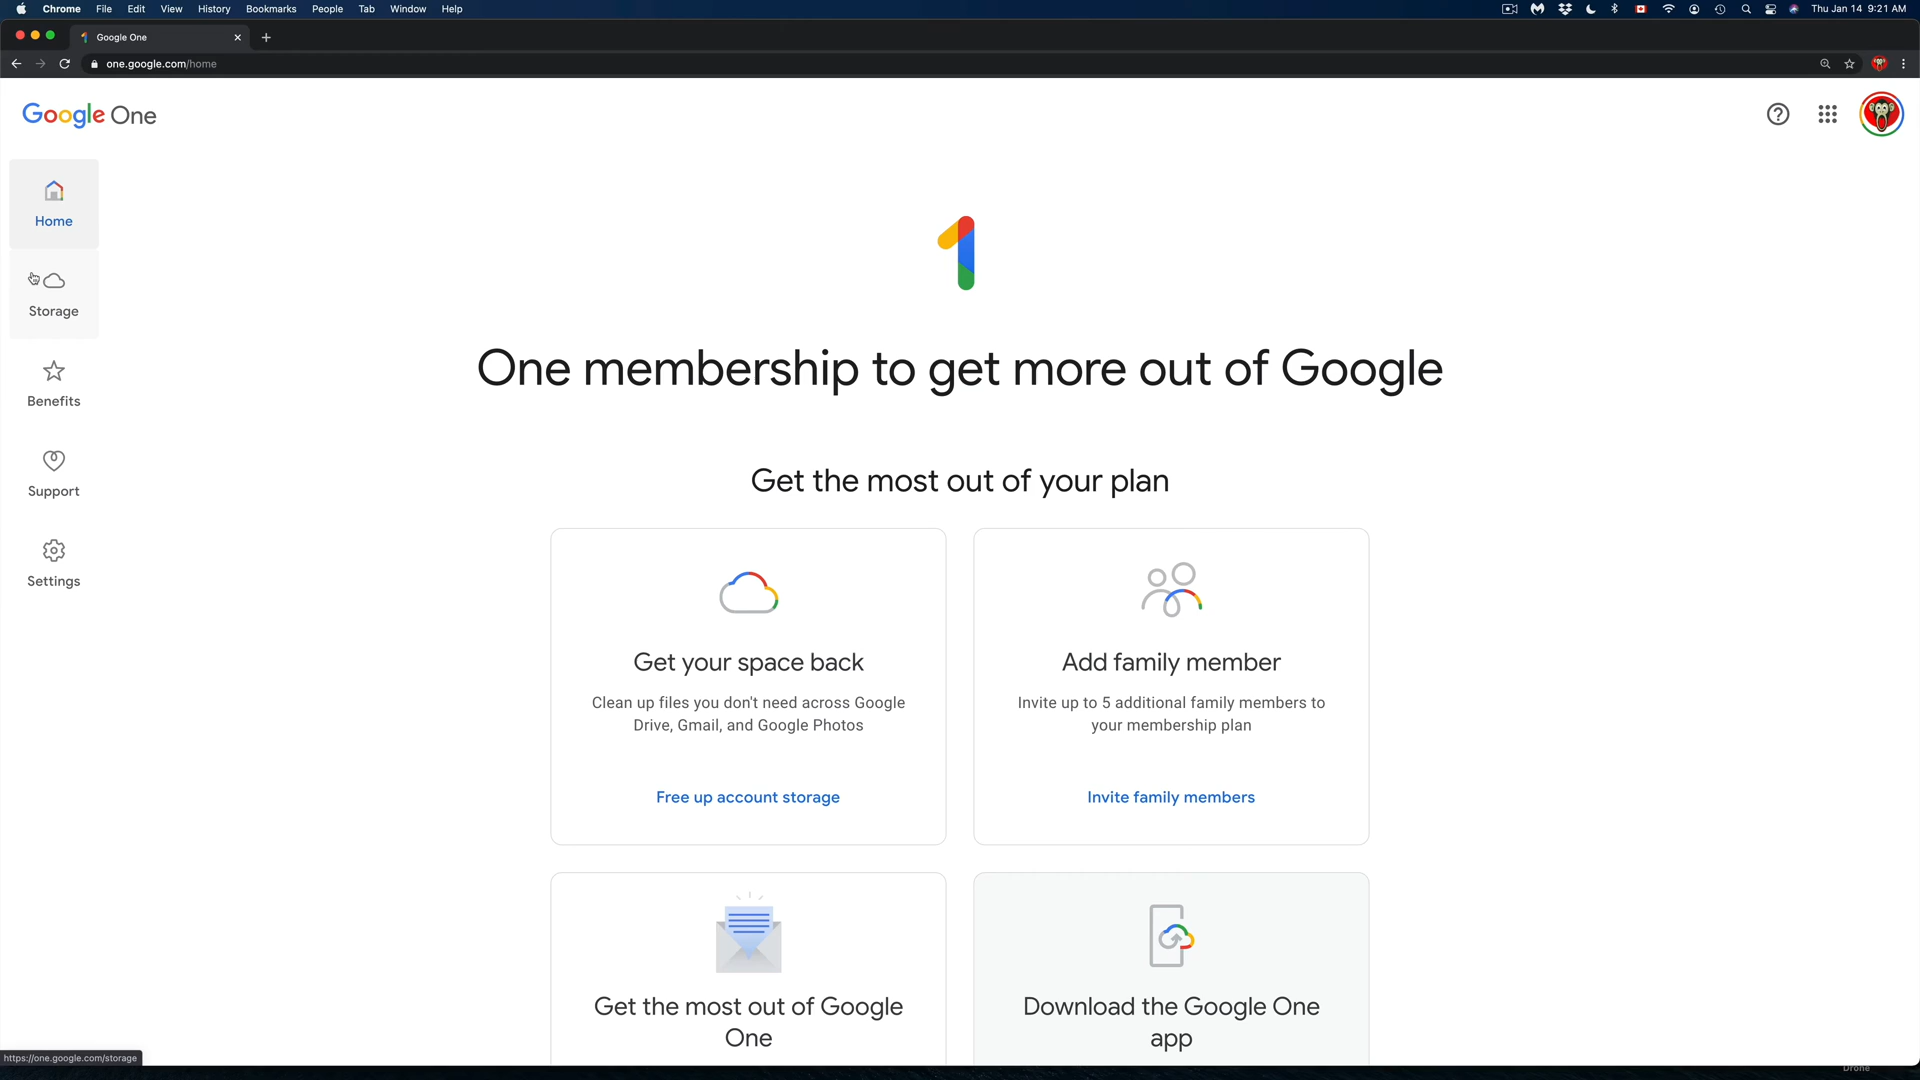 Chrome File Edit View History Bookmarks People Tab Window Help Thu Jan 14 9:21 AM
Google One
one.google.com/home
Google One
Home
Storage
Benefits
Support
Settings
One membership to get more out of Google
Get the most out of your plan
Get your space back
Clean up files you don't need across Google
Drive, Gmail, and Google Photos
Free up account storage
Add family member
Invite up to 5 additional family members to
your membership plan
Invite family members
Get the most out of Google
One
Download the Google One
app
https://one.google.com/storage
Drone